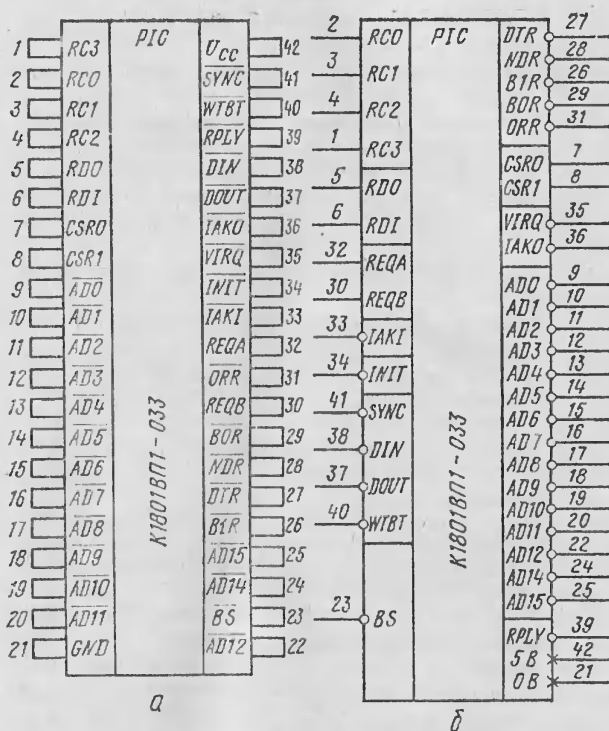 PIC
1 RC3 U_CC 42
2 RC0 SYNC 41
3 RC1 WTBT 40
4 RC2 RPLY 39
5 RD0 DIN 38
6 RDI DOUT 37
7 CSR0 IAKO 36
8 CSR1 VIRQ 35
9 AD0 INIT 34
10 AD1 IAKI 33
11 AD2 REQA 32
12 AD3 ORR 31
13 AD4 REQB 30
14 AD5 BOR 29
15 AD6 NDR 28
16 AD7 DTR 27
17 AD8 B1R 26
18 AD9 AD15 25
19 AD10 AD14 24
20 AD11 BS 23
21 GND AD12 22
К1801ВП1-033
а
PIC
2 RC0
3 RC1
4 RC2
1 RC3
5 RD0
6 RDI
32 REQA
30 REQB
33 IAKI
34 INIT
41 SYNC
38 DIN
37 DOUT
40 WTBT
23 BS
К1801ВП1-033
DTR 27
NDR 28
B1R 26
BOR 29
ORR 31
CSR0 7
CSR1 8
VIRQ 35
IAKO 36
AD0 9
AD1 10
AD2 11
AD3 12
AD4 13
AD5 14
AD6 15
AD7 16
AD8 17
AD9 18
AD10 19
AD11 20
AD12 22
AD14 24
AD15 25
RPLY 39
5В 42
0В 21
б